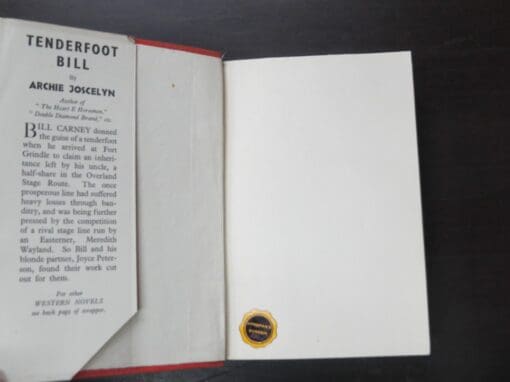 TENDERFOOT
BILL
By
ARCHIE JOSCELYN
Author of
"The Heart E Horsemen,"
"Double Diamond Brand," etc.
BILL CARNEY donned
the guise of a tenderfoot
when he arrived at Fort
Grindle to claim an inheri-
tance left by his uncle, a
half-share in the Overland
Stage Route. The once
prosperous line had suffered
heavy losses through ban-
ditry, and was being further
pressed by the competition
of a rival stage line run by
an Easterner, Meredith
Wayland. So Bill and his
blonde partner, Joyce Peter-
son, found their work cut
out for them.
For other
WESTERN NOVELS
see back page of wrapper.